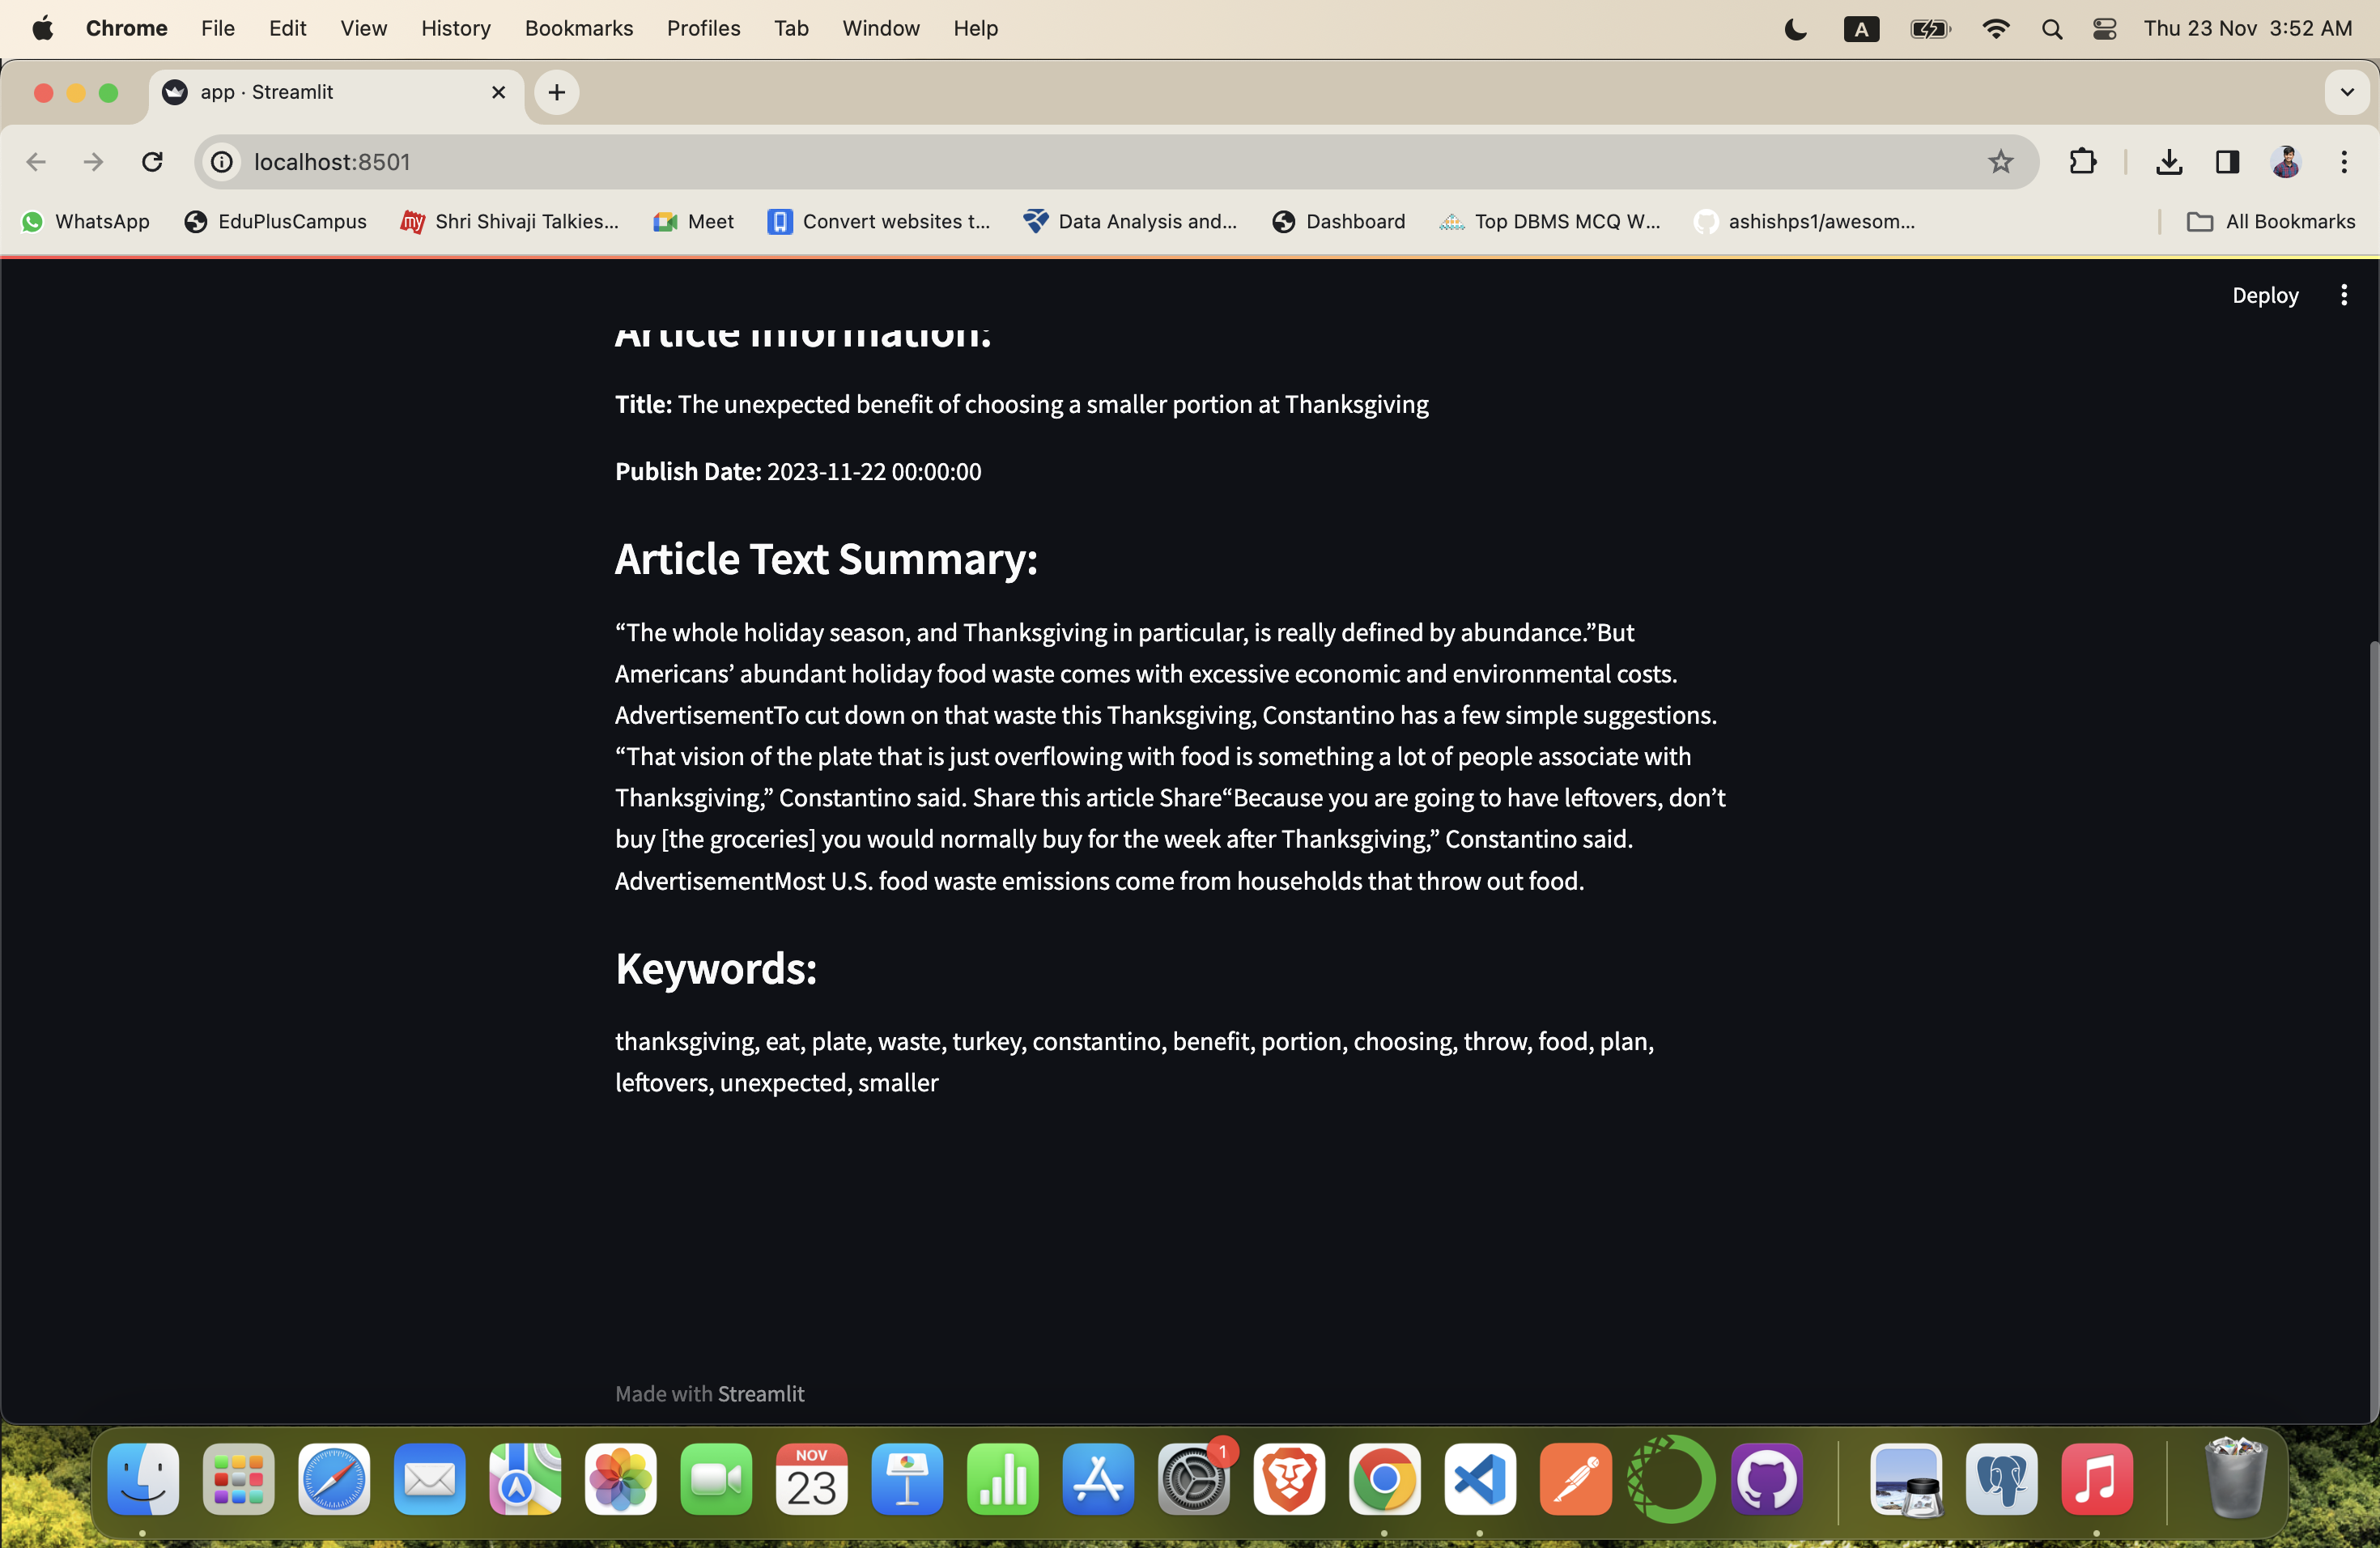 Chrome File Edit View History Bookmarks Profiles Tab Window Help A Thu 23 Nov 3:52 AM
app · Streamlit
localhost:8501
WhatsApp EduPlusCampus my Shri Shivaji Talkies... Meet Convert websites t... Data Analysis and... Dashboard Top DBMS MCQ W... ashishps1/awesom... All Bookmarks
Deploy
Article Information:
Title: The unexpected benefit of choosing a smaller portion at Thanksgiving
Publish Date: 2023-11-22 00:00:00
Article Text Summary:
“The whole holiday season, and Thanksgiving in particular, is really defined by abundance.”But
Americans’ abundant holiday food waste comes with excessive economic and environmental costs.
AdvertisementTo cut down on that waste this Thanksgiving, Constantino has a few simple suggestions.
“That vision of the plate that is just overflowing with food is something a lot of people associate with
Thanksgiving,” Constantino said. Share this article Share“Because you are going to have leftovers, don’t
buy [the groceries] you would normally buy for the week after Thanksgiving,” Constantino said.
AdvertisementMost U.S. food waste emissions come from households that throw out food.
Keywords:
thanksgiving, eat, plate, waste, turkey, constantino, benefit, portion, choosing, throw, food, plan,
leftovers, unexpected, smaller
Made with Streamlit
NOV
23
1